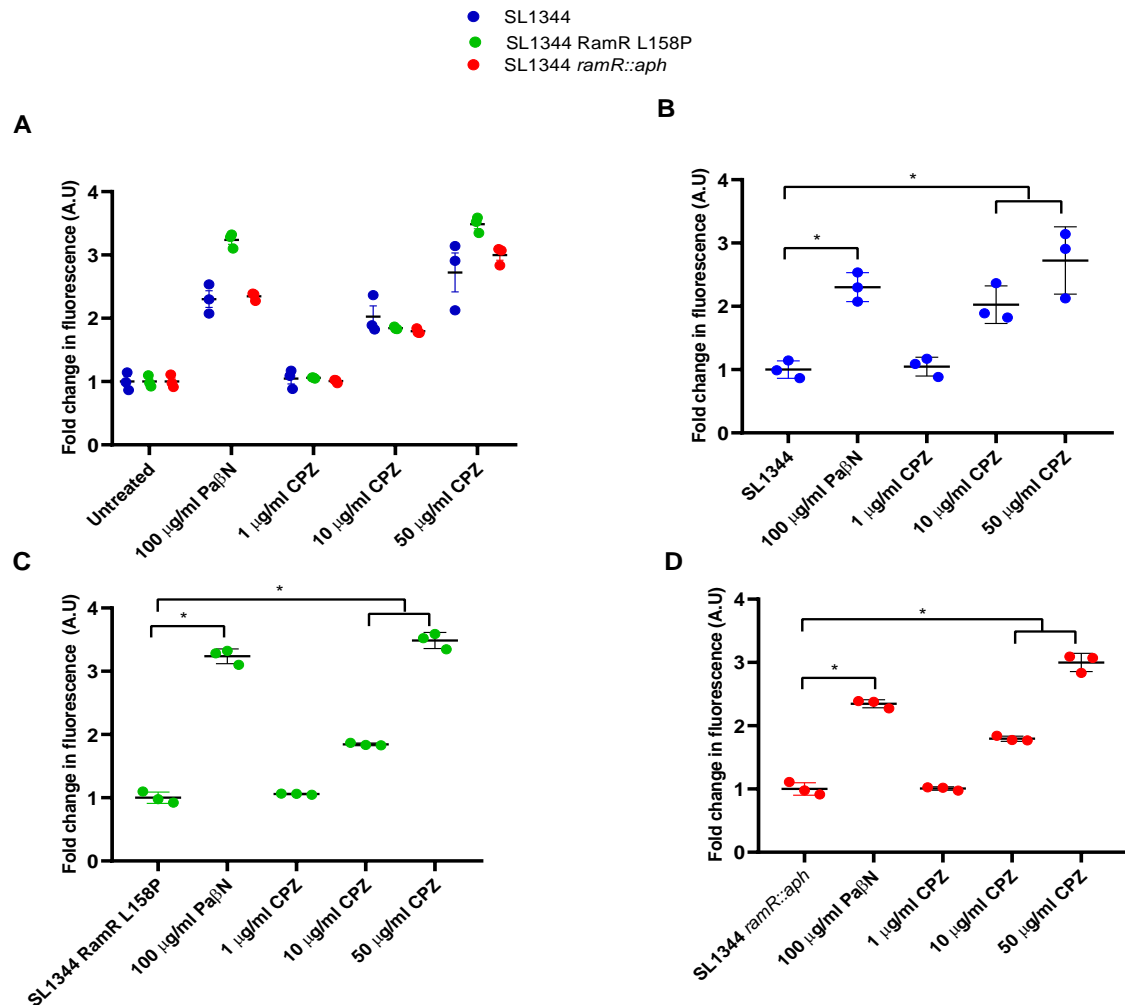 SL1344
SL1344 RamR L158P
SL1344 ramR::aph
A
Fold change in fluorescence (A.U)
4
3
2
1
0
Untreated
100 μg/ml PaβN
1 μg/ml CPZ
10 μg/ml CPZ
50 μg/ml CPZ
B
Fold change in fluorescence (A.U)
4
3
2
1
0
*
*
SL1344
100 μg/ml PaβN
1 μg/ml CPZ
10 μg/ml CPZ
50 μg/ml CPZ
C
Fold change in fluorescence (A.U)
4
3
2
1
0
*
*
SL1344 RamR L158P
100 μg/ml PaβN
1 μg/ml CPZ
10 μg/ml CPZ
50 μg/ml CPZ
D
Fold change in fluorescence (A.U)
4
3
2
1
0
*
*
SL1344 ramR::aph
100 μg/ml PaβN
1 μg/ml CPZ
10 μg/ml CPZ
50 μg/ml CPZ